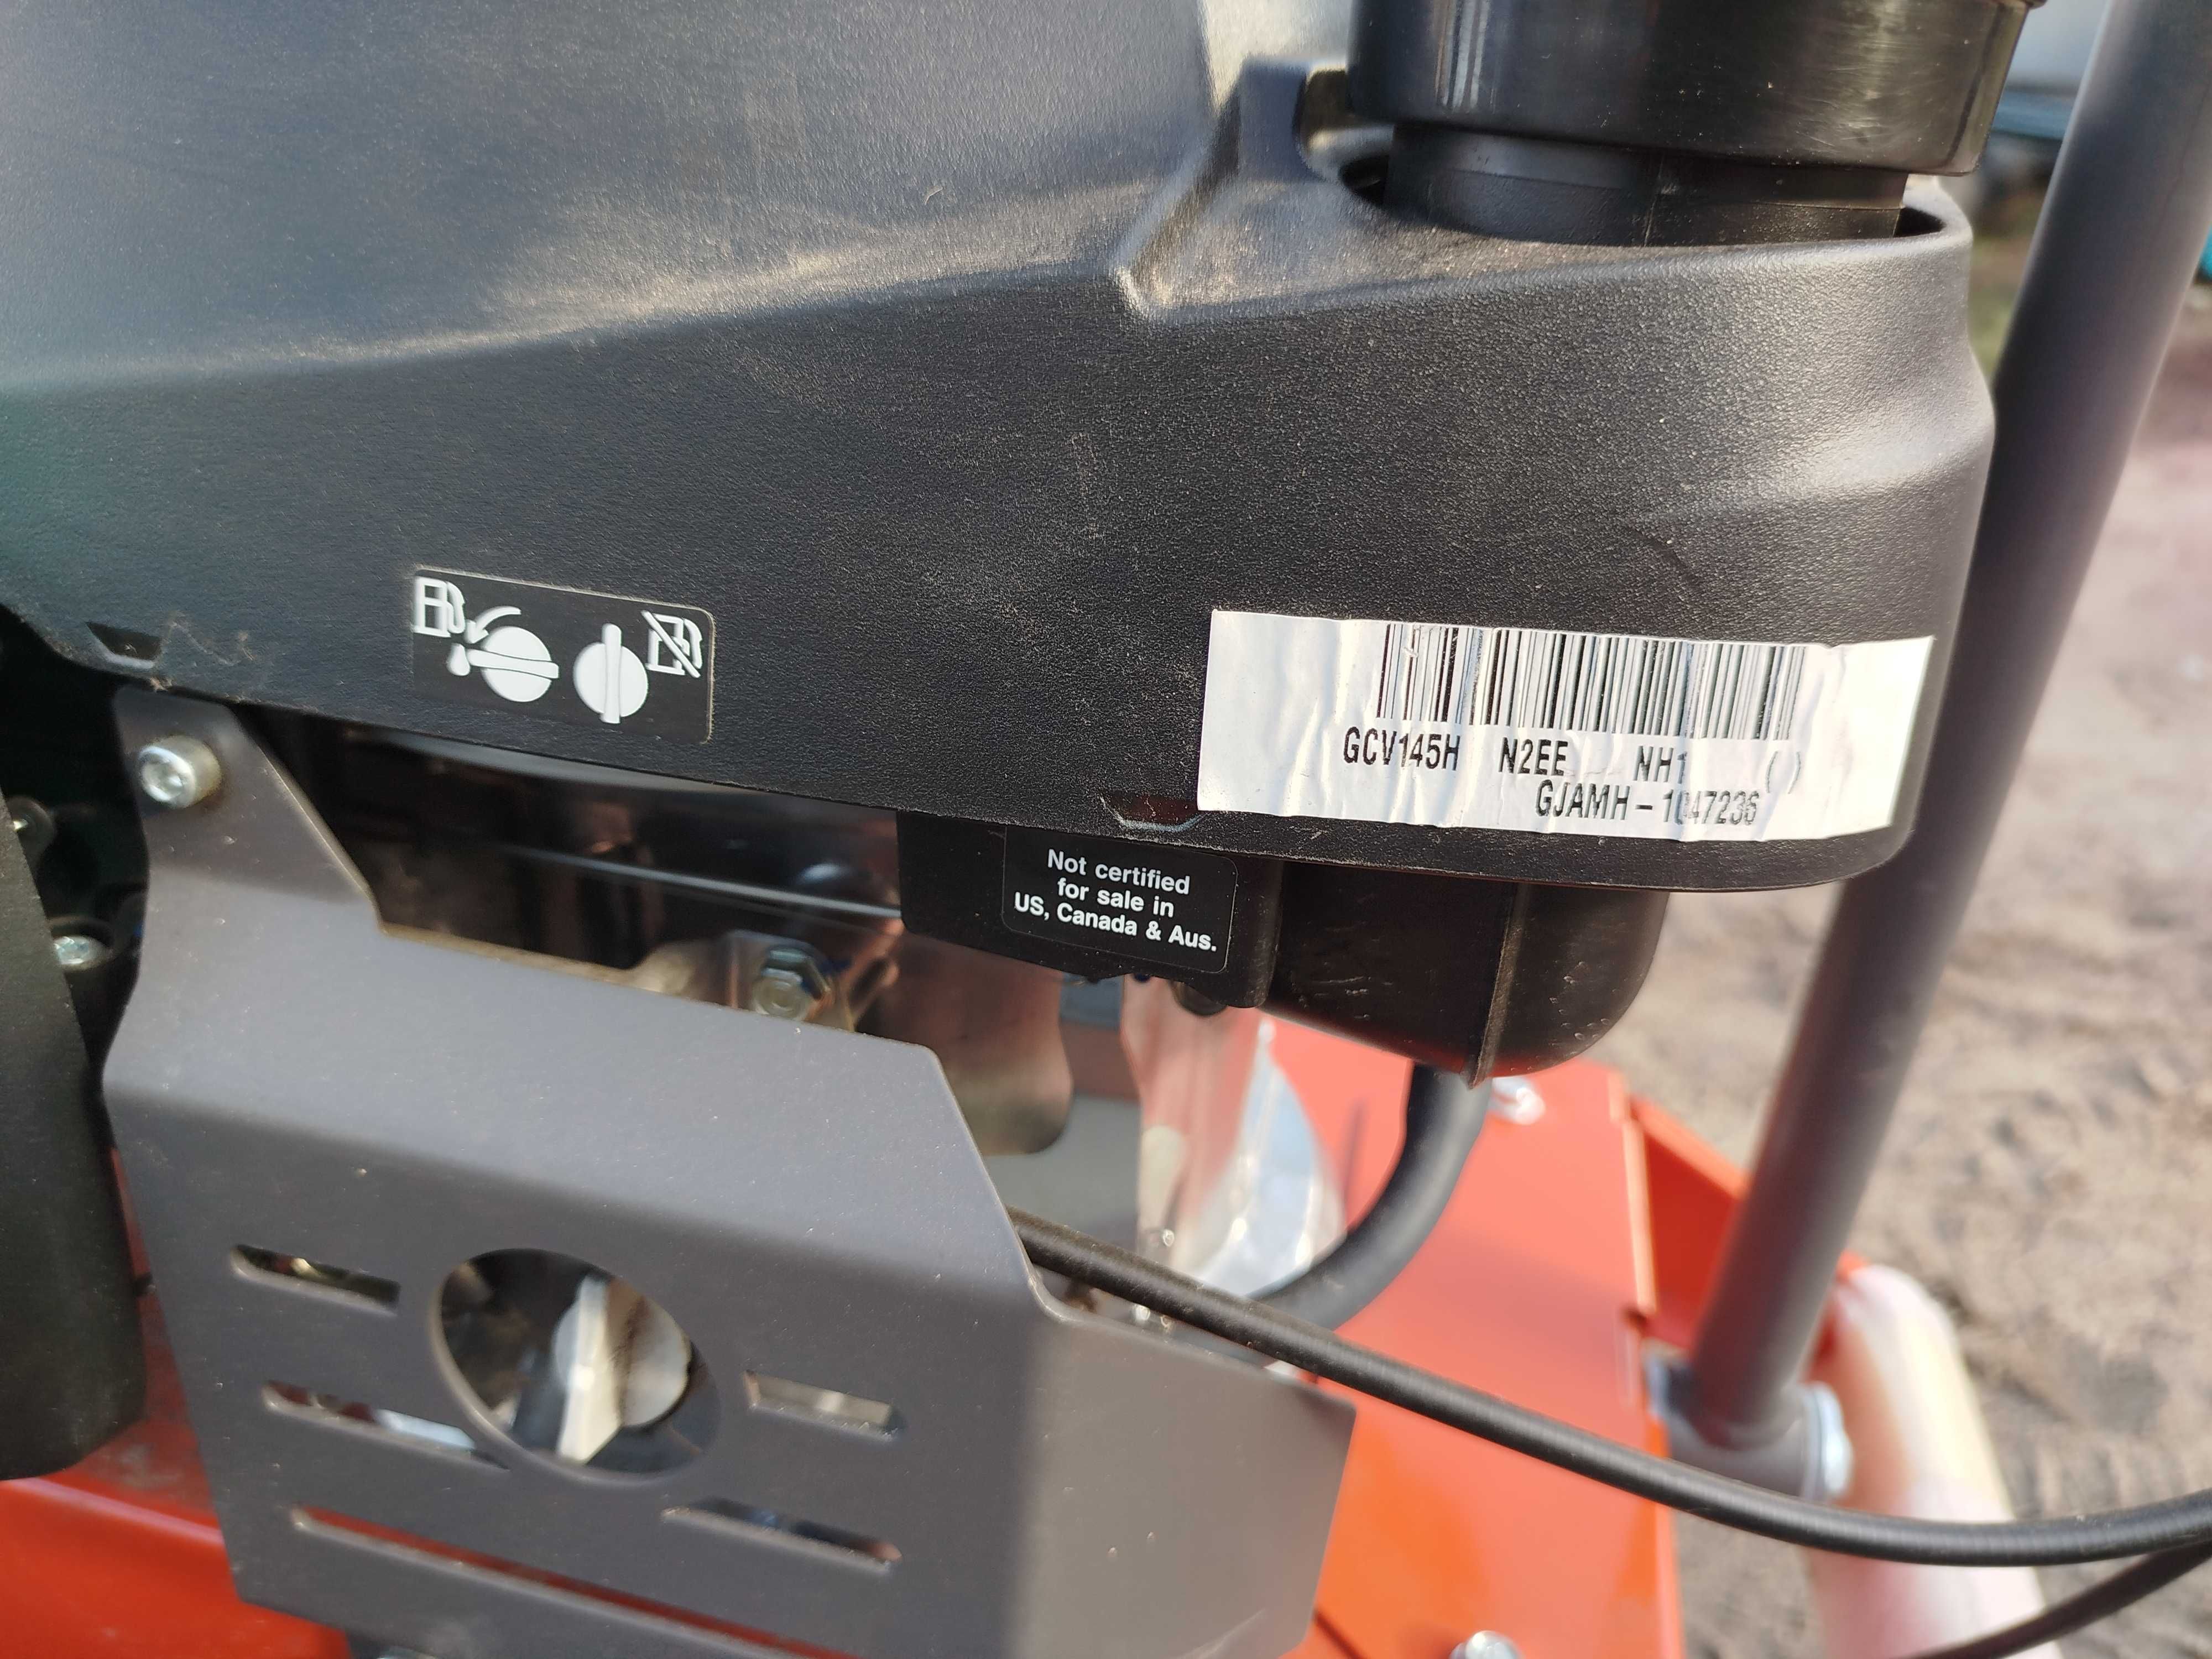 GCV145H N2EE NH1 ( )
GJAMH-1047236
Not certified
for sale in
US, Canada & Aus.